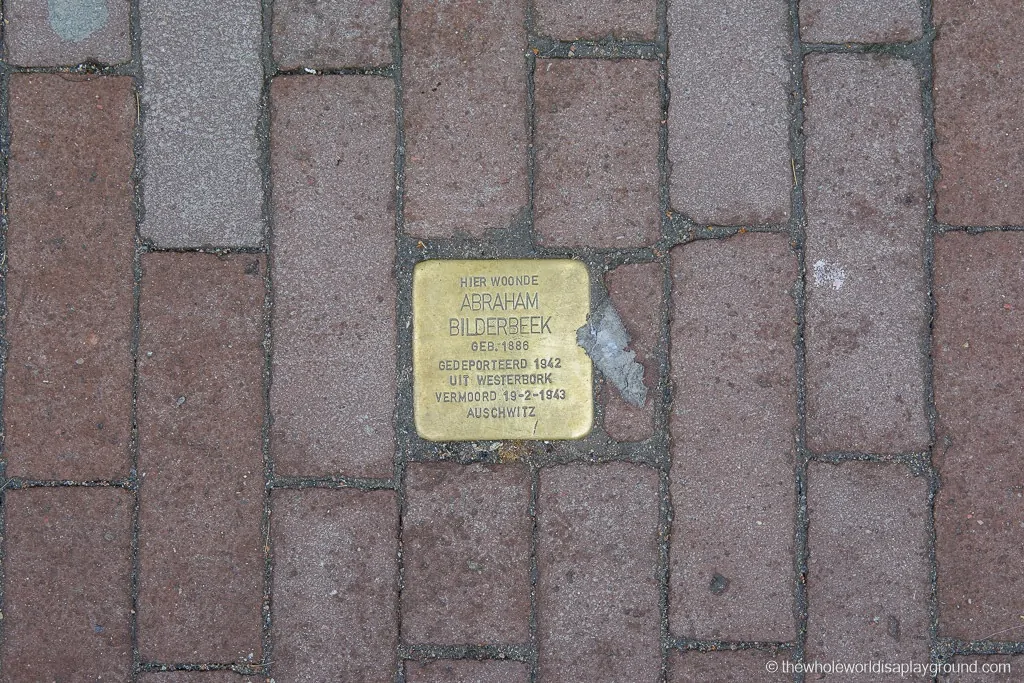 HIER WOONDE
ABRAHAM
BILDERBEEK
GEB. 1886
GEDEPORTEERD 1942
UIT WESTERBORK
VERMOORD 19-2-1943
AUSCHWITZ
© thewholeworldisaplayground.com